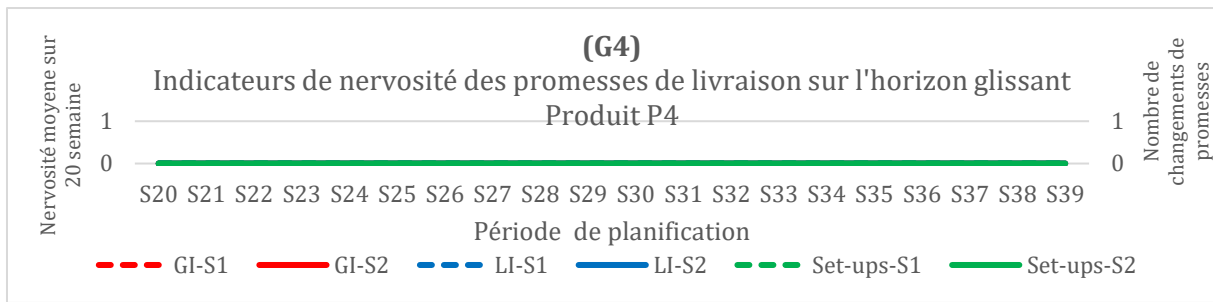 (G4)
Indicateurs de nervosité des promesses de livraison sur l'horizon glissant
Produit P4
Nervosité moyenne sur
20 semaine
1
0
1
0
Nombre de
changements de
promesses
S20 S21 S22 S23 S24 S25 S26 S27 S28 S29 S30 S31 S32 S33 S34 S35 S36 S37 S38 S39
Période de planification
GI-S1 GI-S2 LI-S1 LI-S2 Set-ups-S1 Set-ups-S2